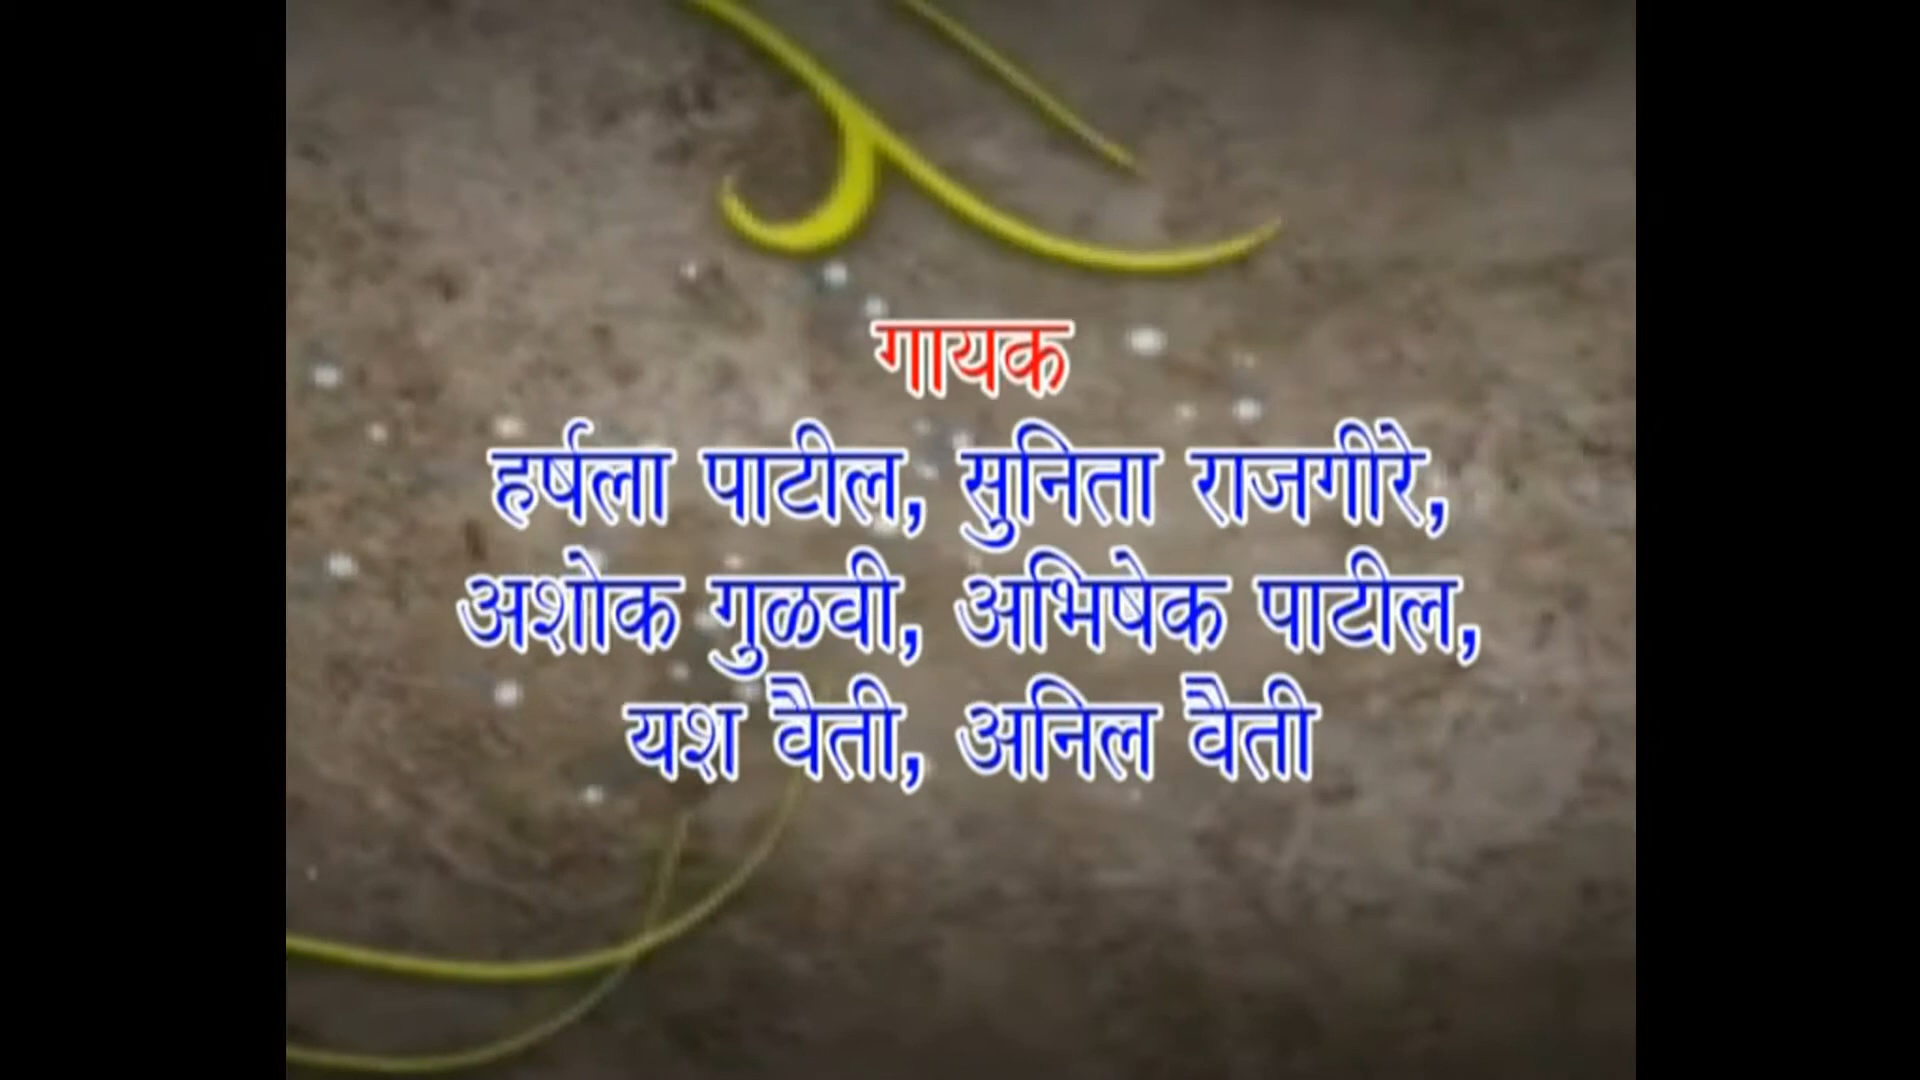 गायक
हर्षला पाटील, सुनिता राजगीरे,
अशोक गुळवी, अभिषेक पाटील,
यश वैती, अनिल वैती